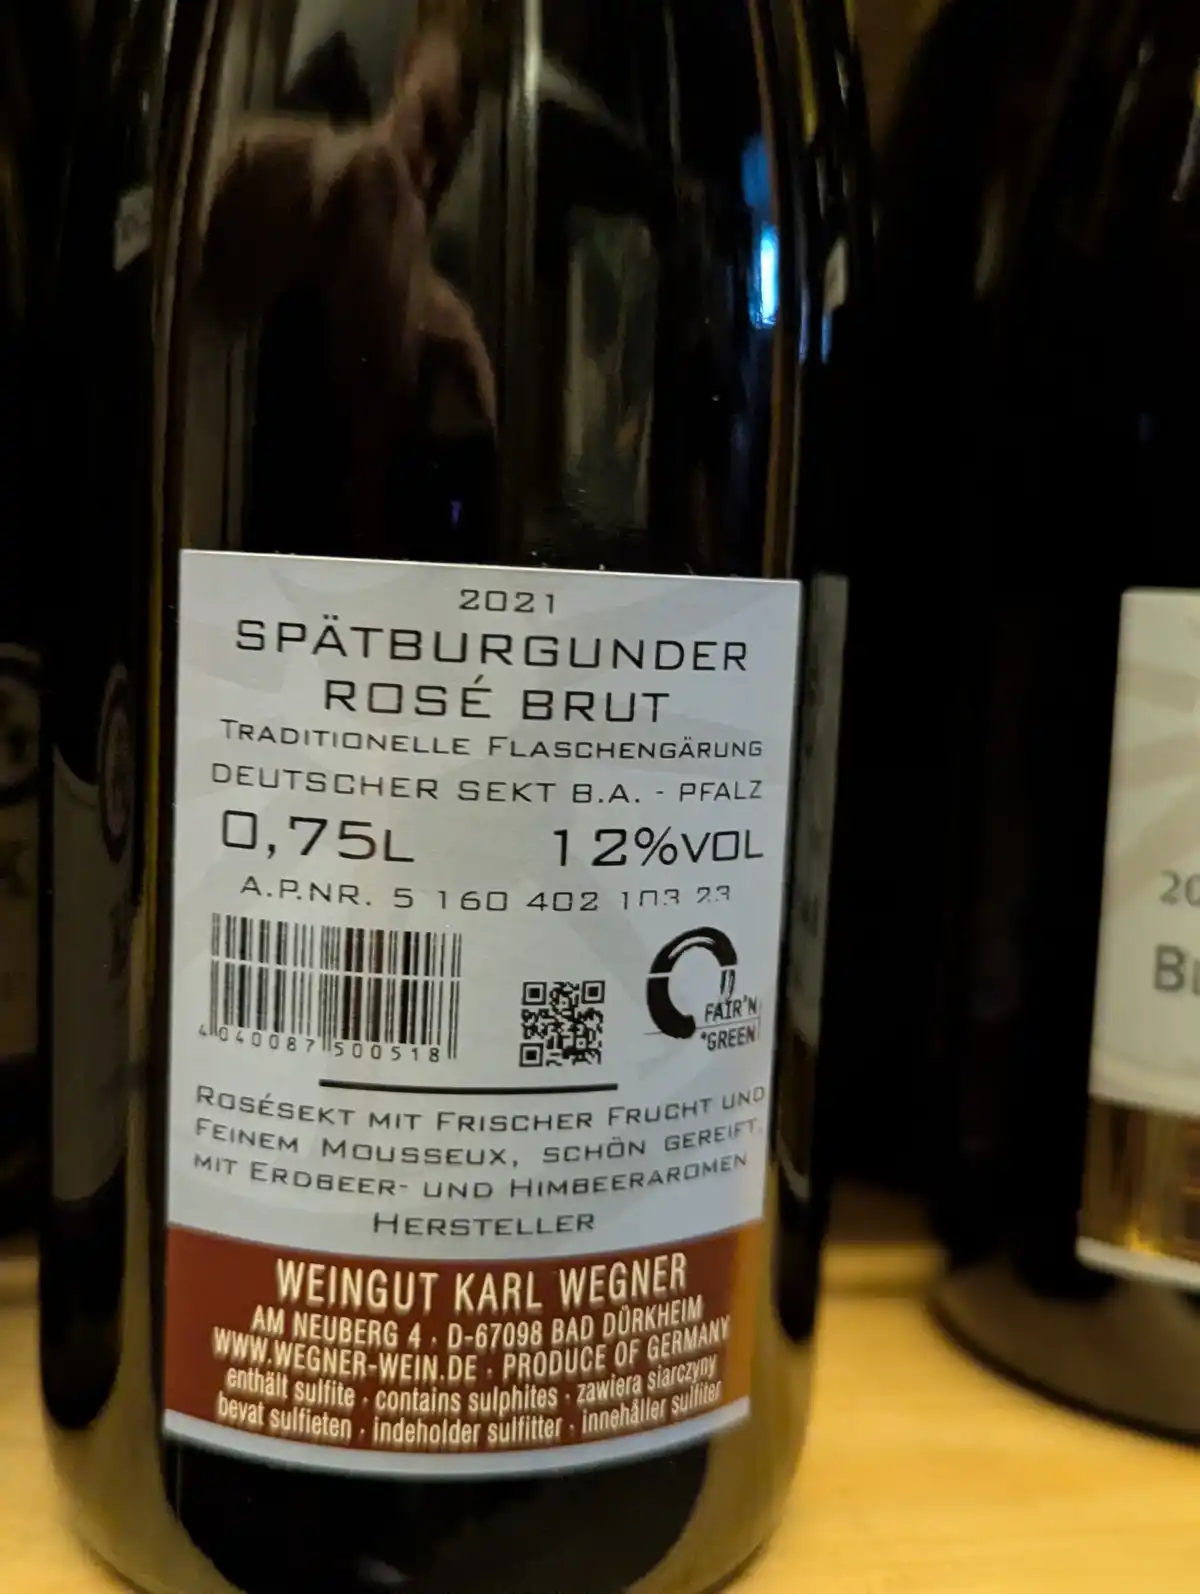 2021
SPÄTBURGUNDER
ROSÉ BRUT
TRADITIONELLE FLASCHENGÄRUNG
DEUTSCHER SEKT B.A. - PFALZ
0,75L 12%VOL
A.P.NR. 5 160 402 103 23
4 040087 500518
FAIR'N
GREEN
ROSÉSEKT MIT FRISCHER FRUCHT UND
FEINEM MOUSSEUX, SCHÖN GEREIFT,
MIT ERDBEER- UND HIMBEERAROMEN
HERSTELLER
WEINGUT KARL WEGNER
AM NEUBERG 4 · D-67098 BAD DÜRKHEIM
WWW.WEGNER-WEIN.DE · PRODUCE OF GERMANY
enthält sulfite · contains sulphites · zawiera siarczyny
bevat sulfieten · indeholder sulfitter · innehåller sulfiter